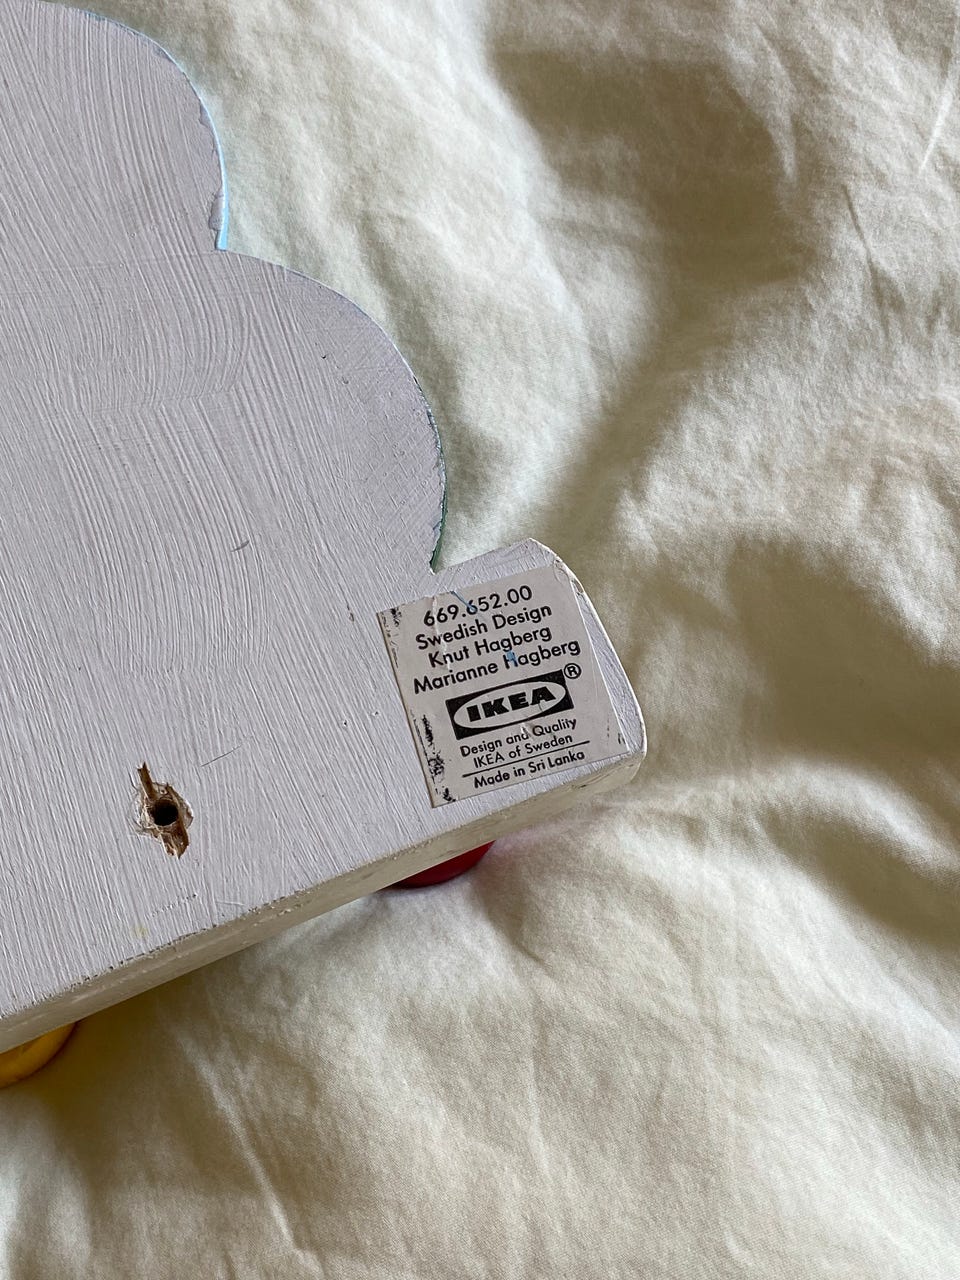 669.652.00
Swedish Design
Knut Hagberg
Marianne Hagberg
IKEA®
Design and Quality
IKEA of Sweden
Made in Sri Lanka